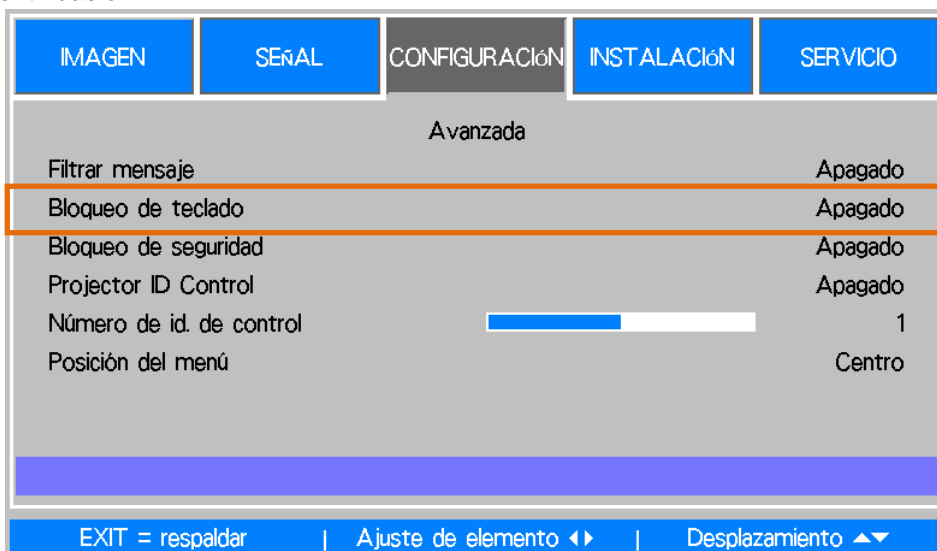 IMAGEN SEñAL CONFIGURACIóN INSTALACIóN SERVICIO
Avanzada
Filtrar mensaje Apagado
Bloqueo de teclado Apagado
Bloqueo de seguridad Apagado
Projector ID Control Apagado
Número de id. de control 1
Posición del menú Centro
EXIT = respaldar | Ajuste de elemento ◂▸ | Desplazamiento ▲▼